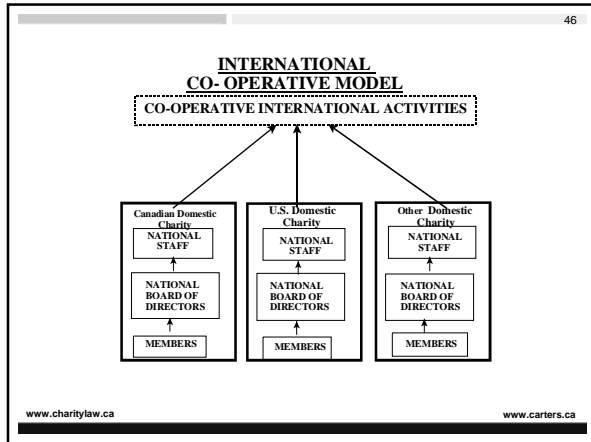 46
INTERNATIONAL
CO- OPERATIVE MODEL
CO-OPERATIVE INTERNATIONAL ACTIVITIES
Canadian Domestic
Charity
NATIONAL
STAFF
NATIONAL
BOARD OF
DIRECTORS
MEMBERS
U.S. Domestic
Charity
NATIONAL
STAFF
NATIONAL
BOARD OF
DIRECTORS
MEMBERS
Other Domestic
Charity
NATIONAL
STAFF
NATIONAL
BOARD OF
DIRECTORS
MEMBERS
www.charitylaw.ca
www.carters.ca